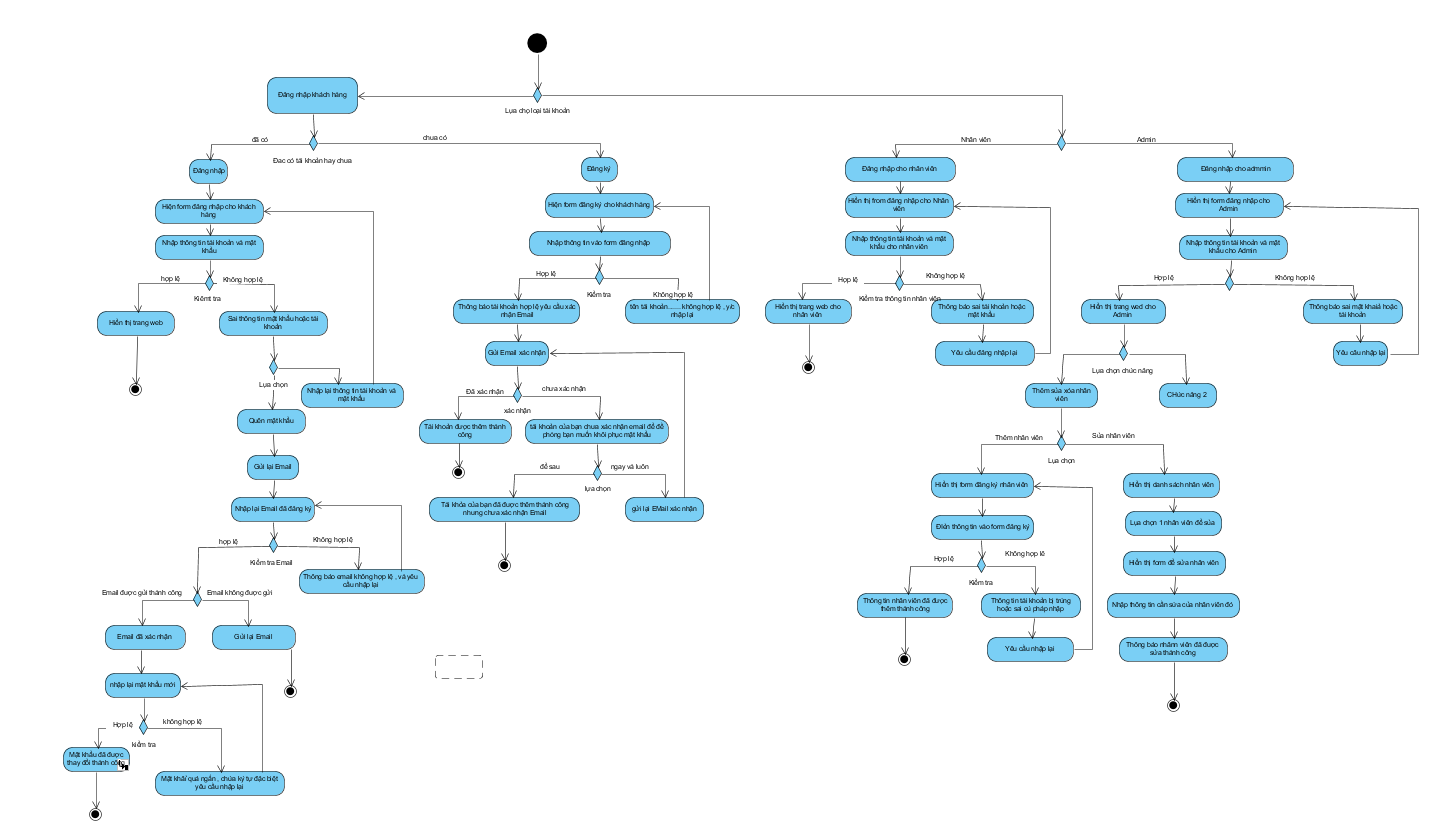 Đăng nhập khách hàng
Lựa chọ loại tài khoản
đã có
chưa có
Đac có tài khoản hay chưa
Nhân viên
Admin
Đăng nhập
Đăng ký
Đăng nhập cho nhân viên
Đăng nhập cho admmin
Hiện form đăng nhập cho khách
hàng
Hiện form đăng ký cho khách hàng
Hiển thị from đăng nhập cho Nhân
viên
Hiển thị form đăng nhập cho
Admin
Nhập thông tin tài khoản và mật
khẩu
Nhập thông tin vào form đăng nhập
Nhập thông tin tài khoản và mật
khẩu cho nhân viên
Nhập thông tin tài khoản và mật
khẩu cho Admin
hợp lệ
Không hợp lệ
Kiêmt tra
Hợp lệ
Không hợp lệ
Kiểm tra
Hợp lệ
Không hợp lệ
Kiểm tra thông tin nhân viên
Hợp lệ
Không hợp lệ
Hiển thị trang web
Sai thông tin mật khẩu hoặc tài
khoản
Thông báo tài khoản hợp lệ yêu cầu xác
nhận Email
tên tài khoản....... không hợp lệ , y/c
nhập lại
Hiển thị trang web cho
nhân viên
Thông báo sai tài khoản hoặc
mật khẩu
Hiển thị trang wed cho
Admin
Thông báo sai mật khaiả hoặc
tài khoản
Gửi Email xác nhận
Yêu cầu đăng nhập lại
Yêu cầu nhập lại
Lựa chọn
Nhập lại thông tin tài khoản và
mật khẩu
Lựa chọn chức năng
Thêm sủa xóa nhân
viên
CHức năng 2
Đã xác nhận
chưa xác nhận
xác nhận
Quên mật khẩu
Tài khoản được thêm thành
công
tài khoản của bạn chưa xác nhận email để đề
phòng bạn muốn khôi phục mật khẩu
Thêm nhân viên
Sủa nhân viên
Lựa chọn
Gửi lại Email
để sau
ngay và luôn
lựa chọn
Hiển thị form đăng ký nhân viên
Hiển thị danh sách nhân viên
Nhập lại Email đã đăng ký
Tài khỏa của bạn đã được thêm thành công
nhưng chưa xác nhận Email
gửi lại EMail xác nhận
Điền thông tin vào form đăng ký
Lựa chọn 1 nhân viên để sủa
hợp lệ
Không hợp lệ
Kiểm tra Email
Hợp lệ
Không hợp lệ
Kiểm tra
Hiển thị form để sủa nhân viên
Thông báo email không hợp lệ , và yêu
cầu nhập lại
Email được gửi thành công
Email không được gửi
Thông tin nhân viên đã được
thêm thành công
Thông tin tài khoản bị trùng
hoặc sai cú pháp nhập
Nhập thông tin cần sửa của nhân viên đó
Email đã xác nhận
Gửi lại Email
Yêu cầu nhập lại
Thông báo nhânm viên đã được
sửa thành công
nhập lại mật khẩu mới
Hợp lệ
không hợp lệ
kiểm tra
Mật khẩu đã được
thay đổi thành công
Mật khẩi quá ngắn , chứa ký tự đặc biệt
yêu cầu nhập lại